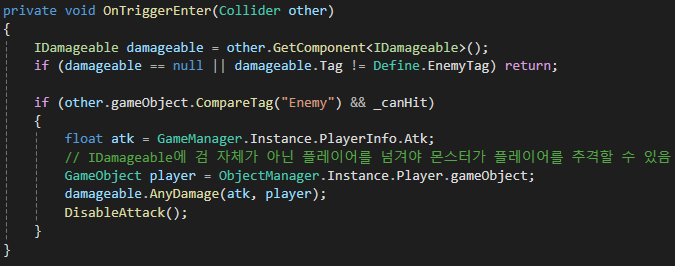 private void OnTriggerEnter(Collider other)
{
    IDamageable damageable = other.GetComponent<IDamageable>();
    if (damageable == null || damageable.Tag != Define.EnemyTag) return;

    if (other.gameObject.CompareTag("Enemy") && _canHit)
    {
        float atk = GameManager.Instance.PlayerInfo.Atk;
        // IDamageable에 검 자체가 아닌 플레이어를 넘겨야 몬스터가 플레이어를 추격할 수 있음
        GameObject player = ObjectManager.Instance.Player.gameObject;
        damageable.AnyDamage(atk, player);
        DisableAttack();
    }
}